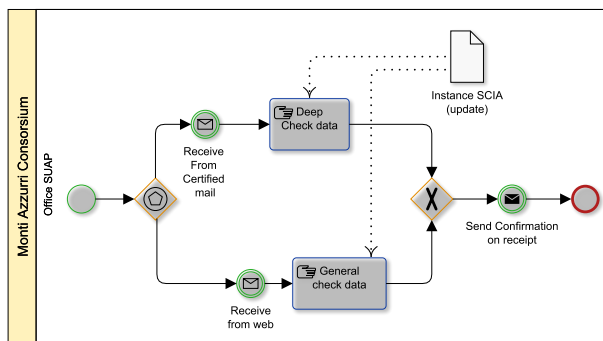 Monti Azzurri Consorsium
Office SUAP
Receive
From
Certified
mail
Deep
Check data
Instance SCIA
(update)
Receive
from web
General
check data
X
Send Confirmation
on receipt